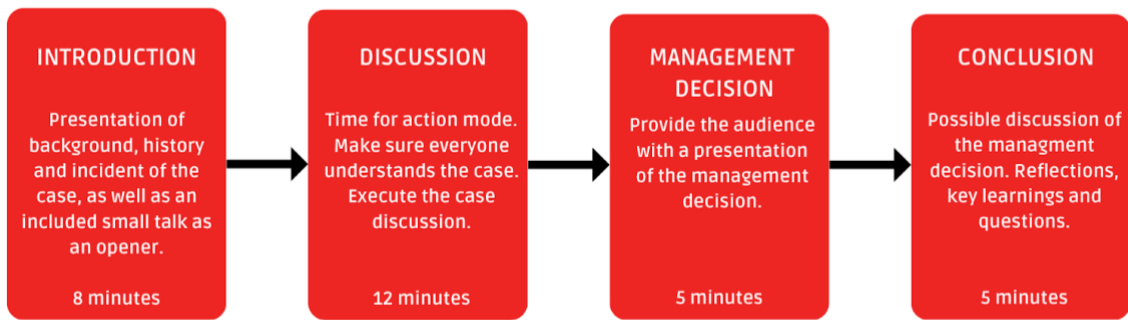 INTRODUCTION
Presentation of
background, history
and incident of the
case, as well as an
included small talk as
an opener.
8 minutes
DISCUSSION
Time for action mode.
Make sure everyone
understands the case.
Execute the case
discussion.
12 minutes
MANAGEMENT
DECISION
Provide the audience
with a presentation
of the management
decision.
5 minutes
CONCLUSION
Possible discussion of
the managment
decision. Reflections,
key learnings and
questions.
5 minutes